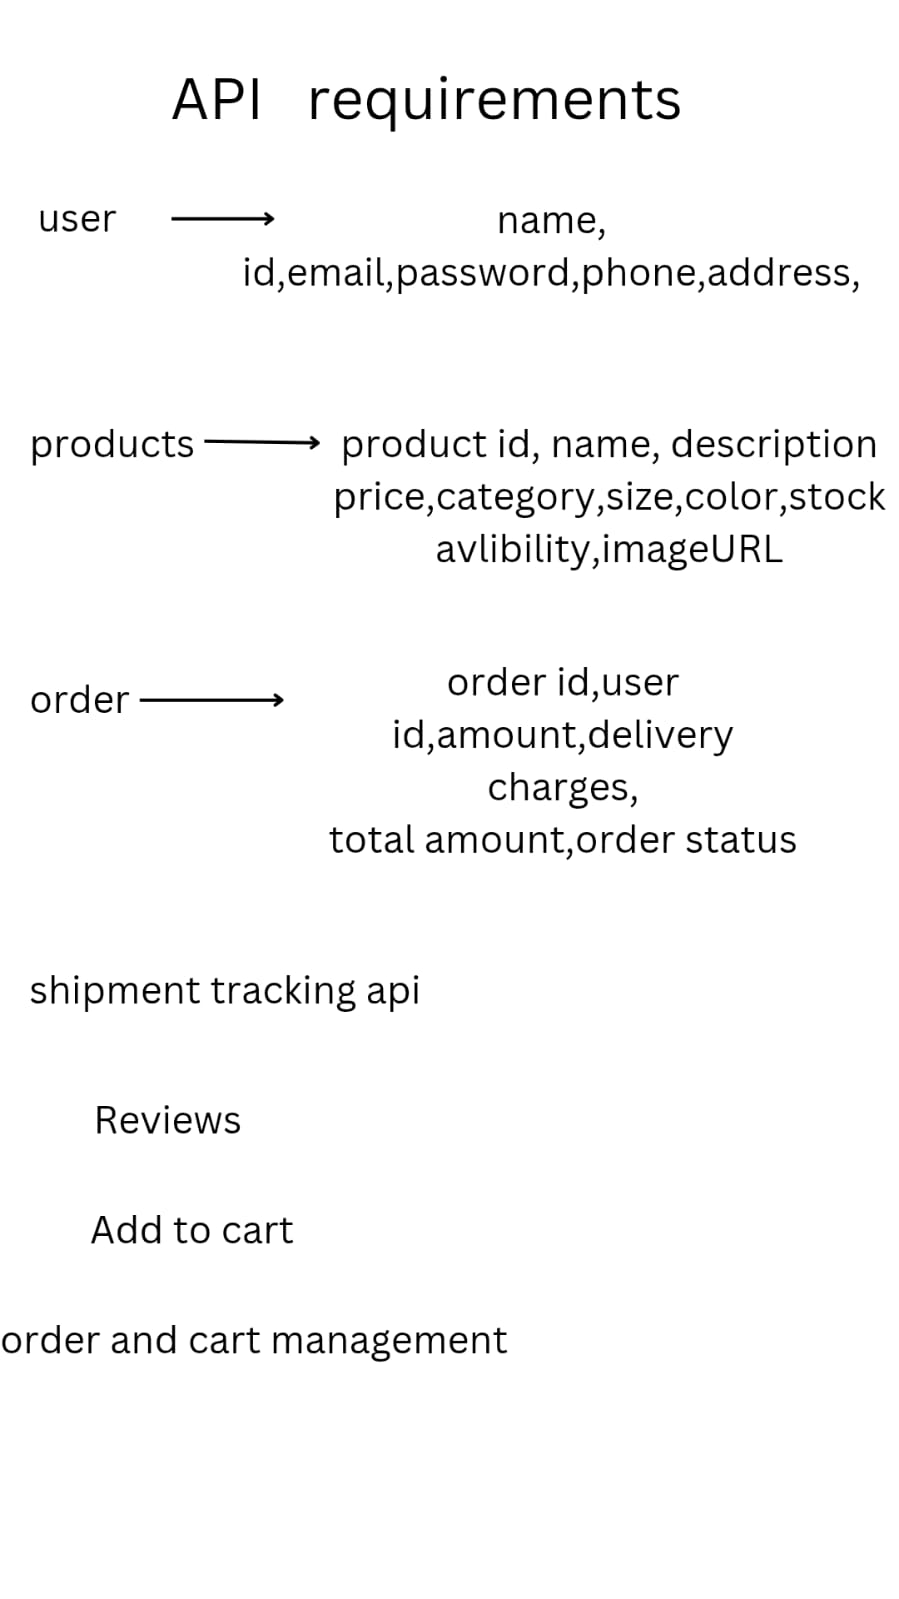 API requirements
user
name,
id,email,password,phone,address,
products
product id, name, description
price,category,size,color,stock
avlibility,imageURL
order
order id,user
id,amount,delivery
charges,
total amount,order status
shipment tracking api
Reviews
Add to cart
order and cart management